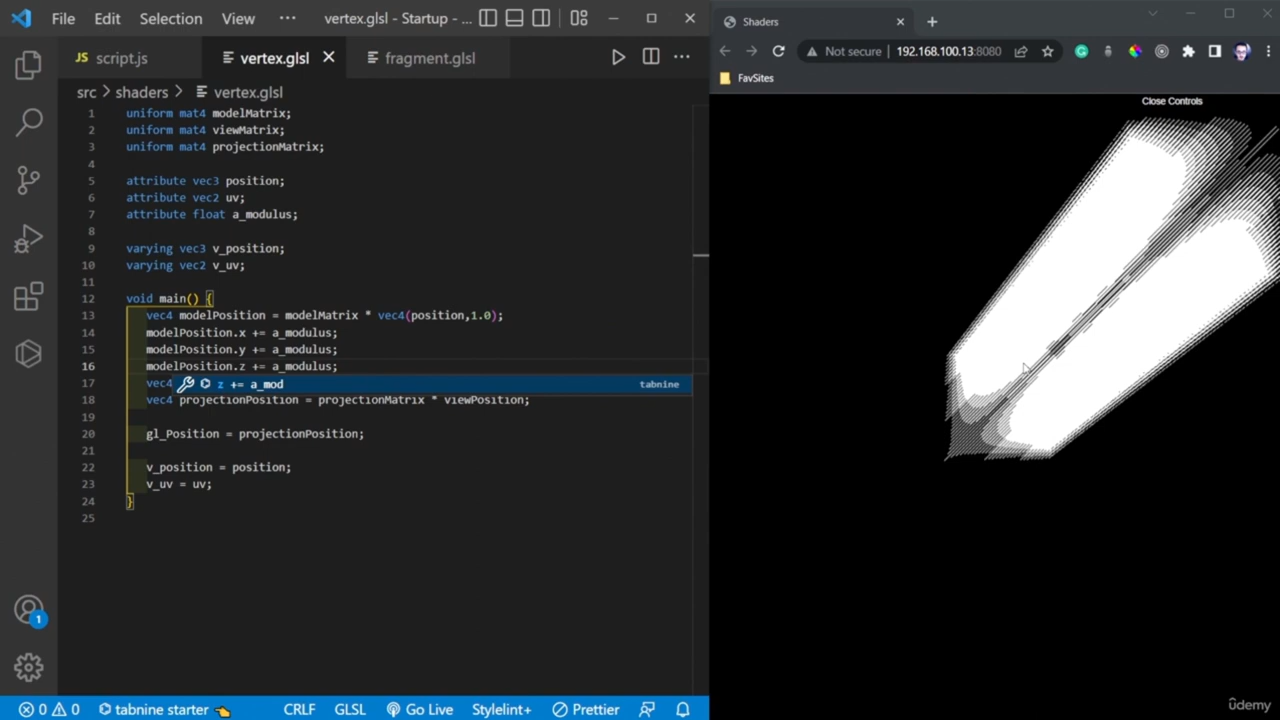 File Edit Selection View ··· vertex.glsl - Startup - ...
JS script.js vertex.glsl fragment.glsl
src > shaders > vertex.glsl
1 uniform mat4 modelMatrix;
2 uniform mat4 viewMatrix;
3 uniform mat4 projectionMatrix;
4
5 attribute vec3 position;
6 attribute vec2 uv;
7 attribute float a_modulus;
8
9 varying vec3 v_position;
10 varying vec2 v_uv;
11
12 void main() {
13 vec4 modelPosition = modelMatrix * vec4(position,1.0);
14 modelPosition.x += a_modulus;
15 modelPosition.y += a_modulus;
16 modelPosition.z += a_modulus;
17 vec4 z += a_mod tabnine
18 vec4 projectionPosition = projectionMatrix * viewPosition;
19
20 gl_Position = projectionPosition;
21
22 v_position = position;
23 v_uv = uv;
24 }
25
1
0 0 tabnine starter CRLF GLSL Go Live Stylelint+ Prettier
Shaders
Not secure 192.168.100.13:8080
FavSites
Close Controls
ûdemy